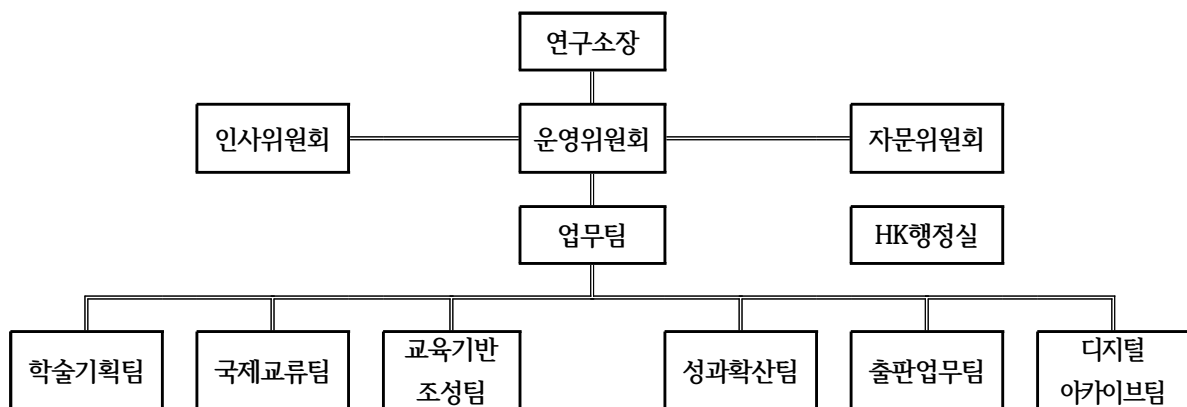 연구소장
인사위원회
운영위원회
자문위원회
업무팀
HK행정실
학술기획팀
국제교류팀
교육기반
조성팀
성과확산팀
출판업무팀
디지털
아카이브팀